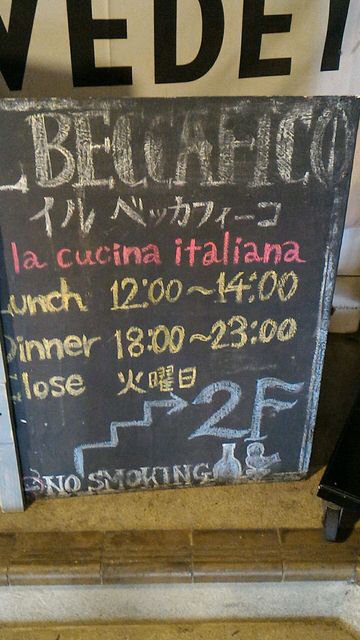 VEDET
L BECCAFICO
イル ベッカフィーコ
la cucina italiana
Lunch 12:00~14:00
Dinner 18:00~23:00
Close 火曜日
2F
NO SMOKING